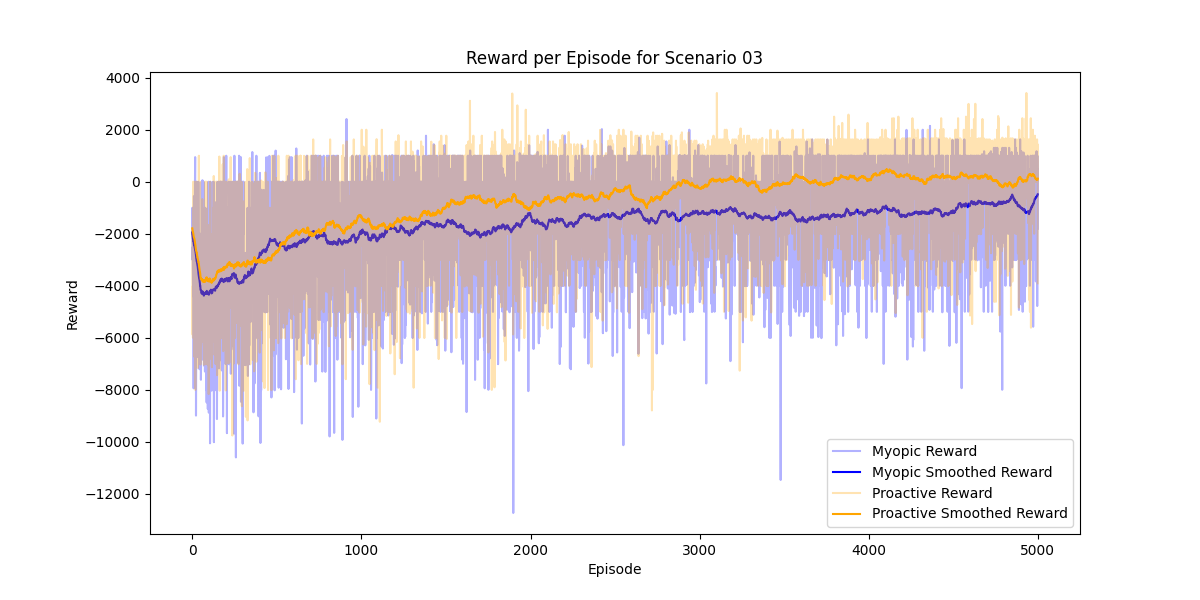 Reward per Episode for Scenario 03
4000
2000
0
−2000
−4000
−6000
−8000
−10000
−12000
Reward
0
1000
2000
3000
4000
5000
Episode
Myopic Reward
Myopic Smoothed Reward
Proactive Reward
Proactive Smoothed Reward